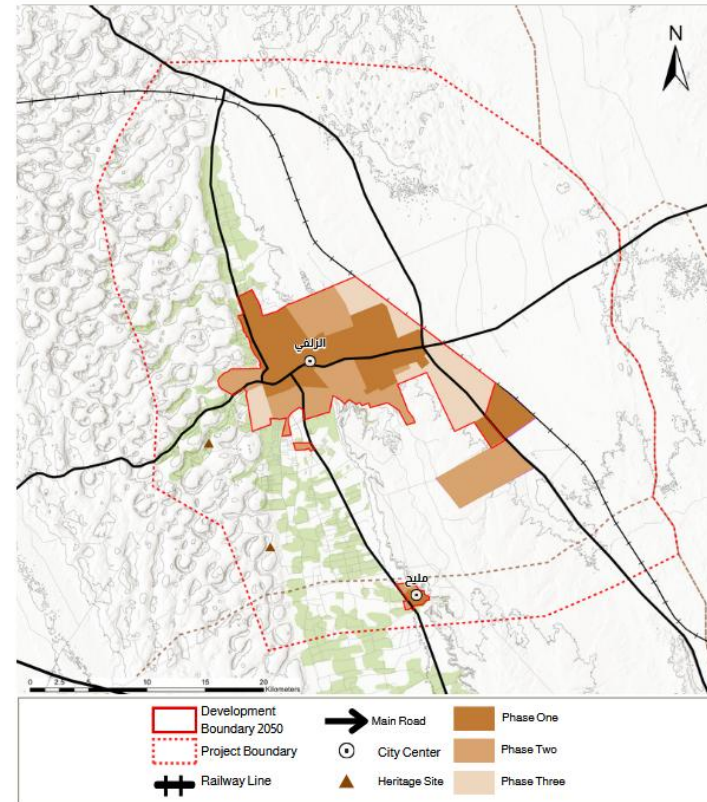 N
الزلفي
مليح
0 2.5 5 10 15 20
Kilometers
Development
Boundary 2050
Project Boundary
Railway Line
Main Road
City Center
Heritage Site
Phase One
Phase Two
Phase Three